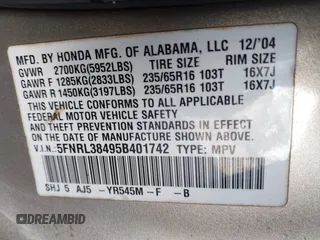 MFD. BY HONDA MFG. OF ALABAMA, LLC 12/'04
GVWR 2700KG(5952LBS) TIRE SIZE RIM SIZE
GAWR F 1285KG(2833LBS) 235/65R16 103T 16X7J
GAWR R 1450KG(3197LBS) 235/65R16 103T 16X7J
THIS VEHICLE CONFORMS TO ALL APPLICABLE
FEDERAL MOTOR VEHICLE SAFETY AND
THEFT PREVENTION STANDARDS IN EFFECT ON
THE DATE OF MANUFACTURE SHOWN ABOVE.
V.I.N: 5FNRL38495B401742 TYPE: MPV
SHJ 5 AJ5 -YR545M-F -B
DREAMBID